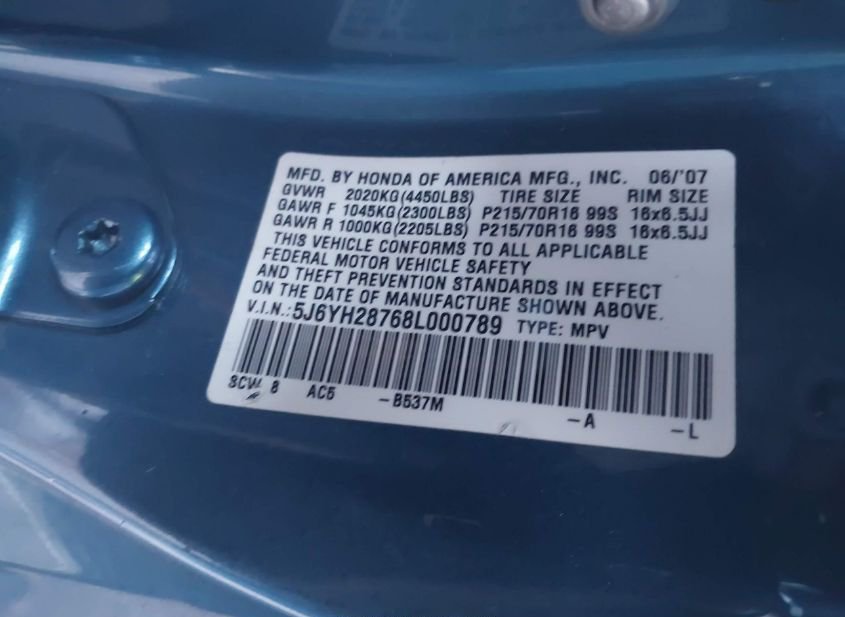 MFD. BY HONDA OF AMERICA MFG., INC. 06/'07
GVWR 2020KG(4450LBS) TIRE SIZE RIM SIZE
GAWR F 1045KG(2300LBS) P215/70R16 99S 16x6.5JJ
GAWR R 1000KG(2205LBS) P215/70R16 99S 16x6.5JJ
THIS VEHICLE CONFORMS TO ALL APPLICABLE
FEDERAL MOTOR VEHICLE SAFETY
AND THEFT PREVENTION STANDARDS IN EFFECT
ON THE DATE OF MANUFACTURE SHOWN ABOVE.
V.I.N.:5J6YH28768L000789 TYPE: MPV
SCW 8 AC5 -B537M -A -L